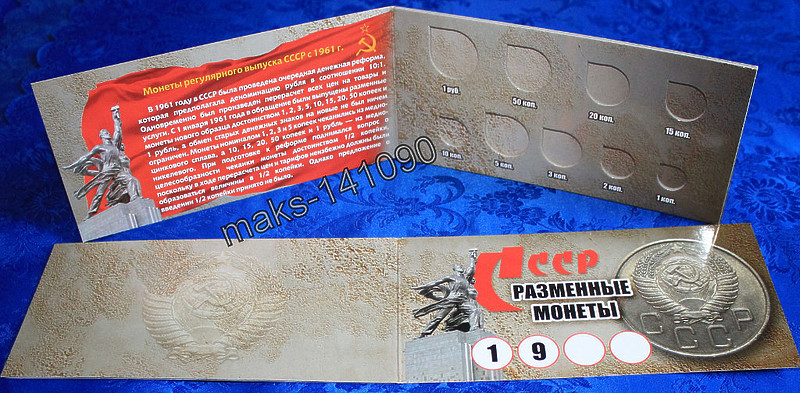 Монеты регулярного выпуска СССР с 1961 г.
В 1961 году в СССР была проведена очередная денежная реформа,
которая предполагала деноминацию рубля в соотношении 10:1.
Одновременно был произведен перерасчет всех цен на товары и
услуги. С 1 января 1961 года в обращение были выпущены разменные
монеты нового образца достоинством 1, 2, 3, 5, 10, 15, 20, 50 копеек и
1 рубль, а обмен старых денежных знаков на новые не был ничем
ограничен. Монеты номиналом 1, 2, 3 и 5 копеек чеканились из медно-
цинкового сплава, а 10, 15, 20, 50 копеек и 1 рубль — из медно-
никелевого. При подготовке к реформе поднимался вопрос о
целесообразности чеканки монеты достоинством 1/2 копейки,
поскольку в ходе перерасчета цен и тарифов неизбежно должны были
образоваться величины в 1/2 копейки. Однако предложение о
введении 1/2 копейки принято не было.
1 руб.
50 коп.
20 коп.
15 коп.
10 коп.
5 коп.
3 коп.
2 коп.
1 коп.
maks-141090
СССР
РАЗМЕННЫЕ
МОНЕТЫ
1 9
СССР